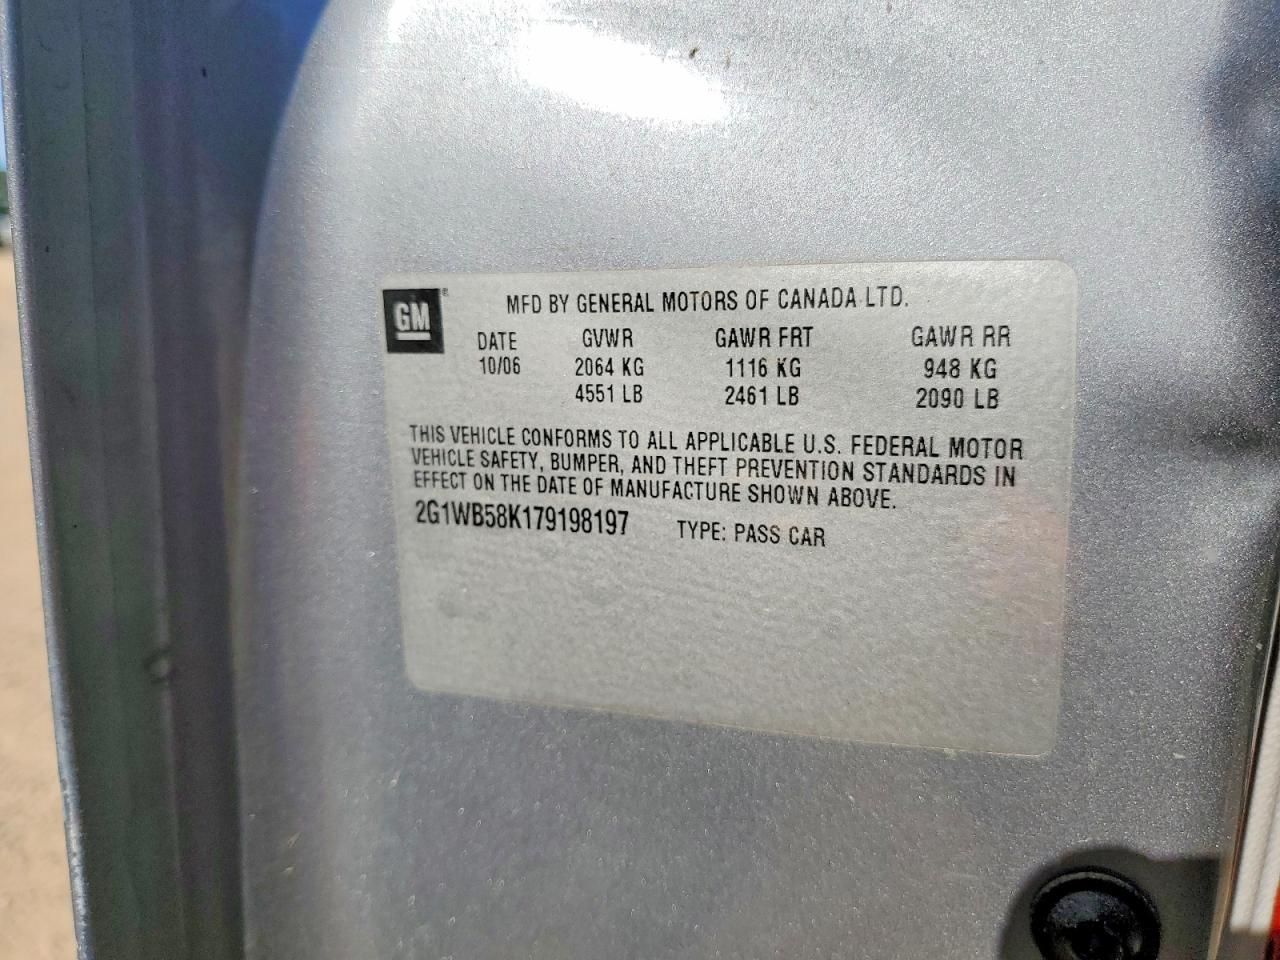 GM® MFD BY GENERAL MOTORS OF CANADA LTD.
DATE GVWR GAWR FRT GAWR RR
10/06 2064 KG 1116 KG 948 KG
4551 LB 2461 LB 2090 LB
THIS VEHICLE CONFORMS TO ALL APPLICABLE U.S. FEDERAL MOTOR
VEHICLE SAFETY, BUMPER, AND THEFT PREVENTION STANDARDS IN
EFFECT ON THE DATE OF MANUFACTURE SHOWN ABOVE.
2G1WB58K179198197 TYPE: PASS CAR